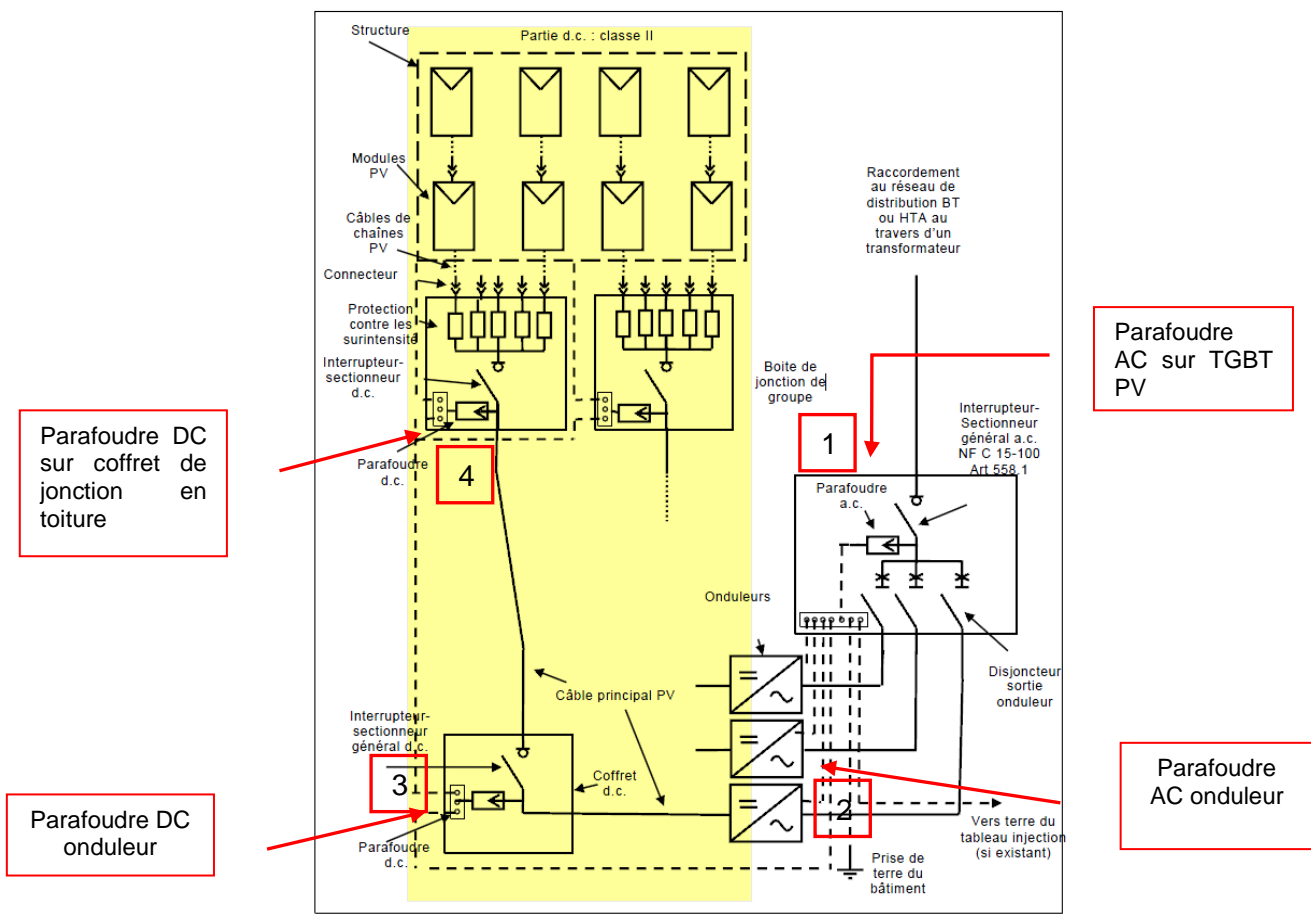 Structure
Partie d.c. : classe II
Modules
PV
Câbles de
chaînes
PV
Connecteur
Protection
contre les
surintensité
Interrupteur-
sectionneur
d.c.
Parafoudre DC
sur coffret de
jonction en
toiture
Parafoudre
d.c.
4
Raccordement
au réseau de
distribution BT
ou HTA au
travers d'un
transformateur
Parafoudre
AC sur TGBT
PV
Boite de
jonction de
groupe
1
Interrupteur-
Sectionneur
général a.c.
NF C 15-100
Art 558.1
Parafoudre
a.c.
Onduleurs
Disjoncteur
sortie
onduleur
Câble principal PV
Interrupteur-
sectionneur
général d.c.
3
Coffret
d.c.
Parafoudre DC
onduleur
Parafoudre
d.c.
2
Parafoudre
AC onduleur
Vers terre du
tableau injection
(si existant)
Prise de
terre du
bâtiment